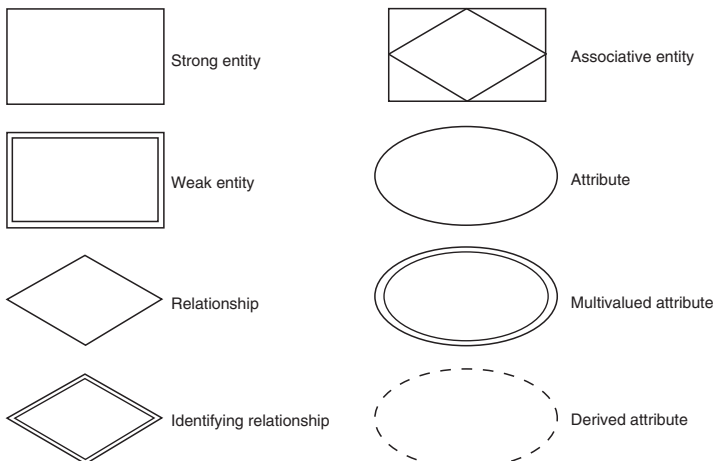 Strong entity
Associative entity
Weak entity
Attribute
Relationship
Multivalued attribute
Identifying relationship
Derived attribute